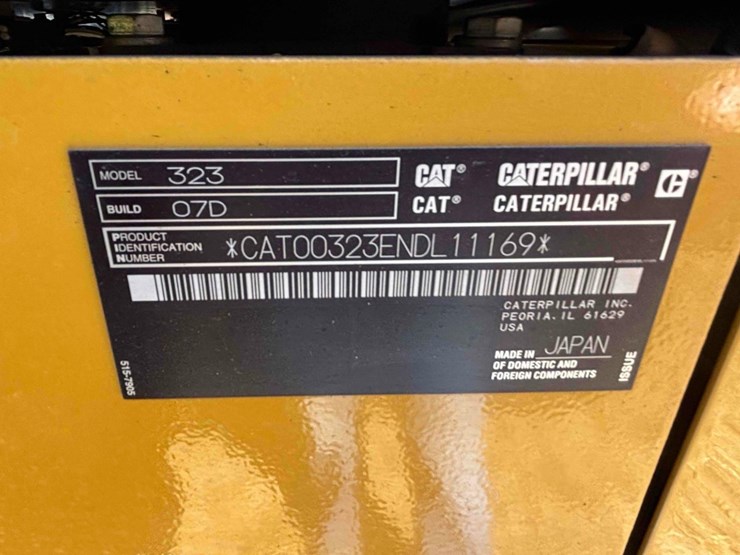 MODEL 323
BUILD 07D
CAT® CATERPILLAR® C
CAT® CATERPILLAR®
PRODUCT
IDENTIFICATION
NUMBER
*CAT00323ENDL11169*
CATERPILLAR INC.
PEORIA, IL 61629
USA
MADE IN JAPAN
OF DOMESTIC AND
FOREIGN COMPONENTS
ISSUE
515-7905